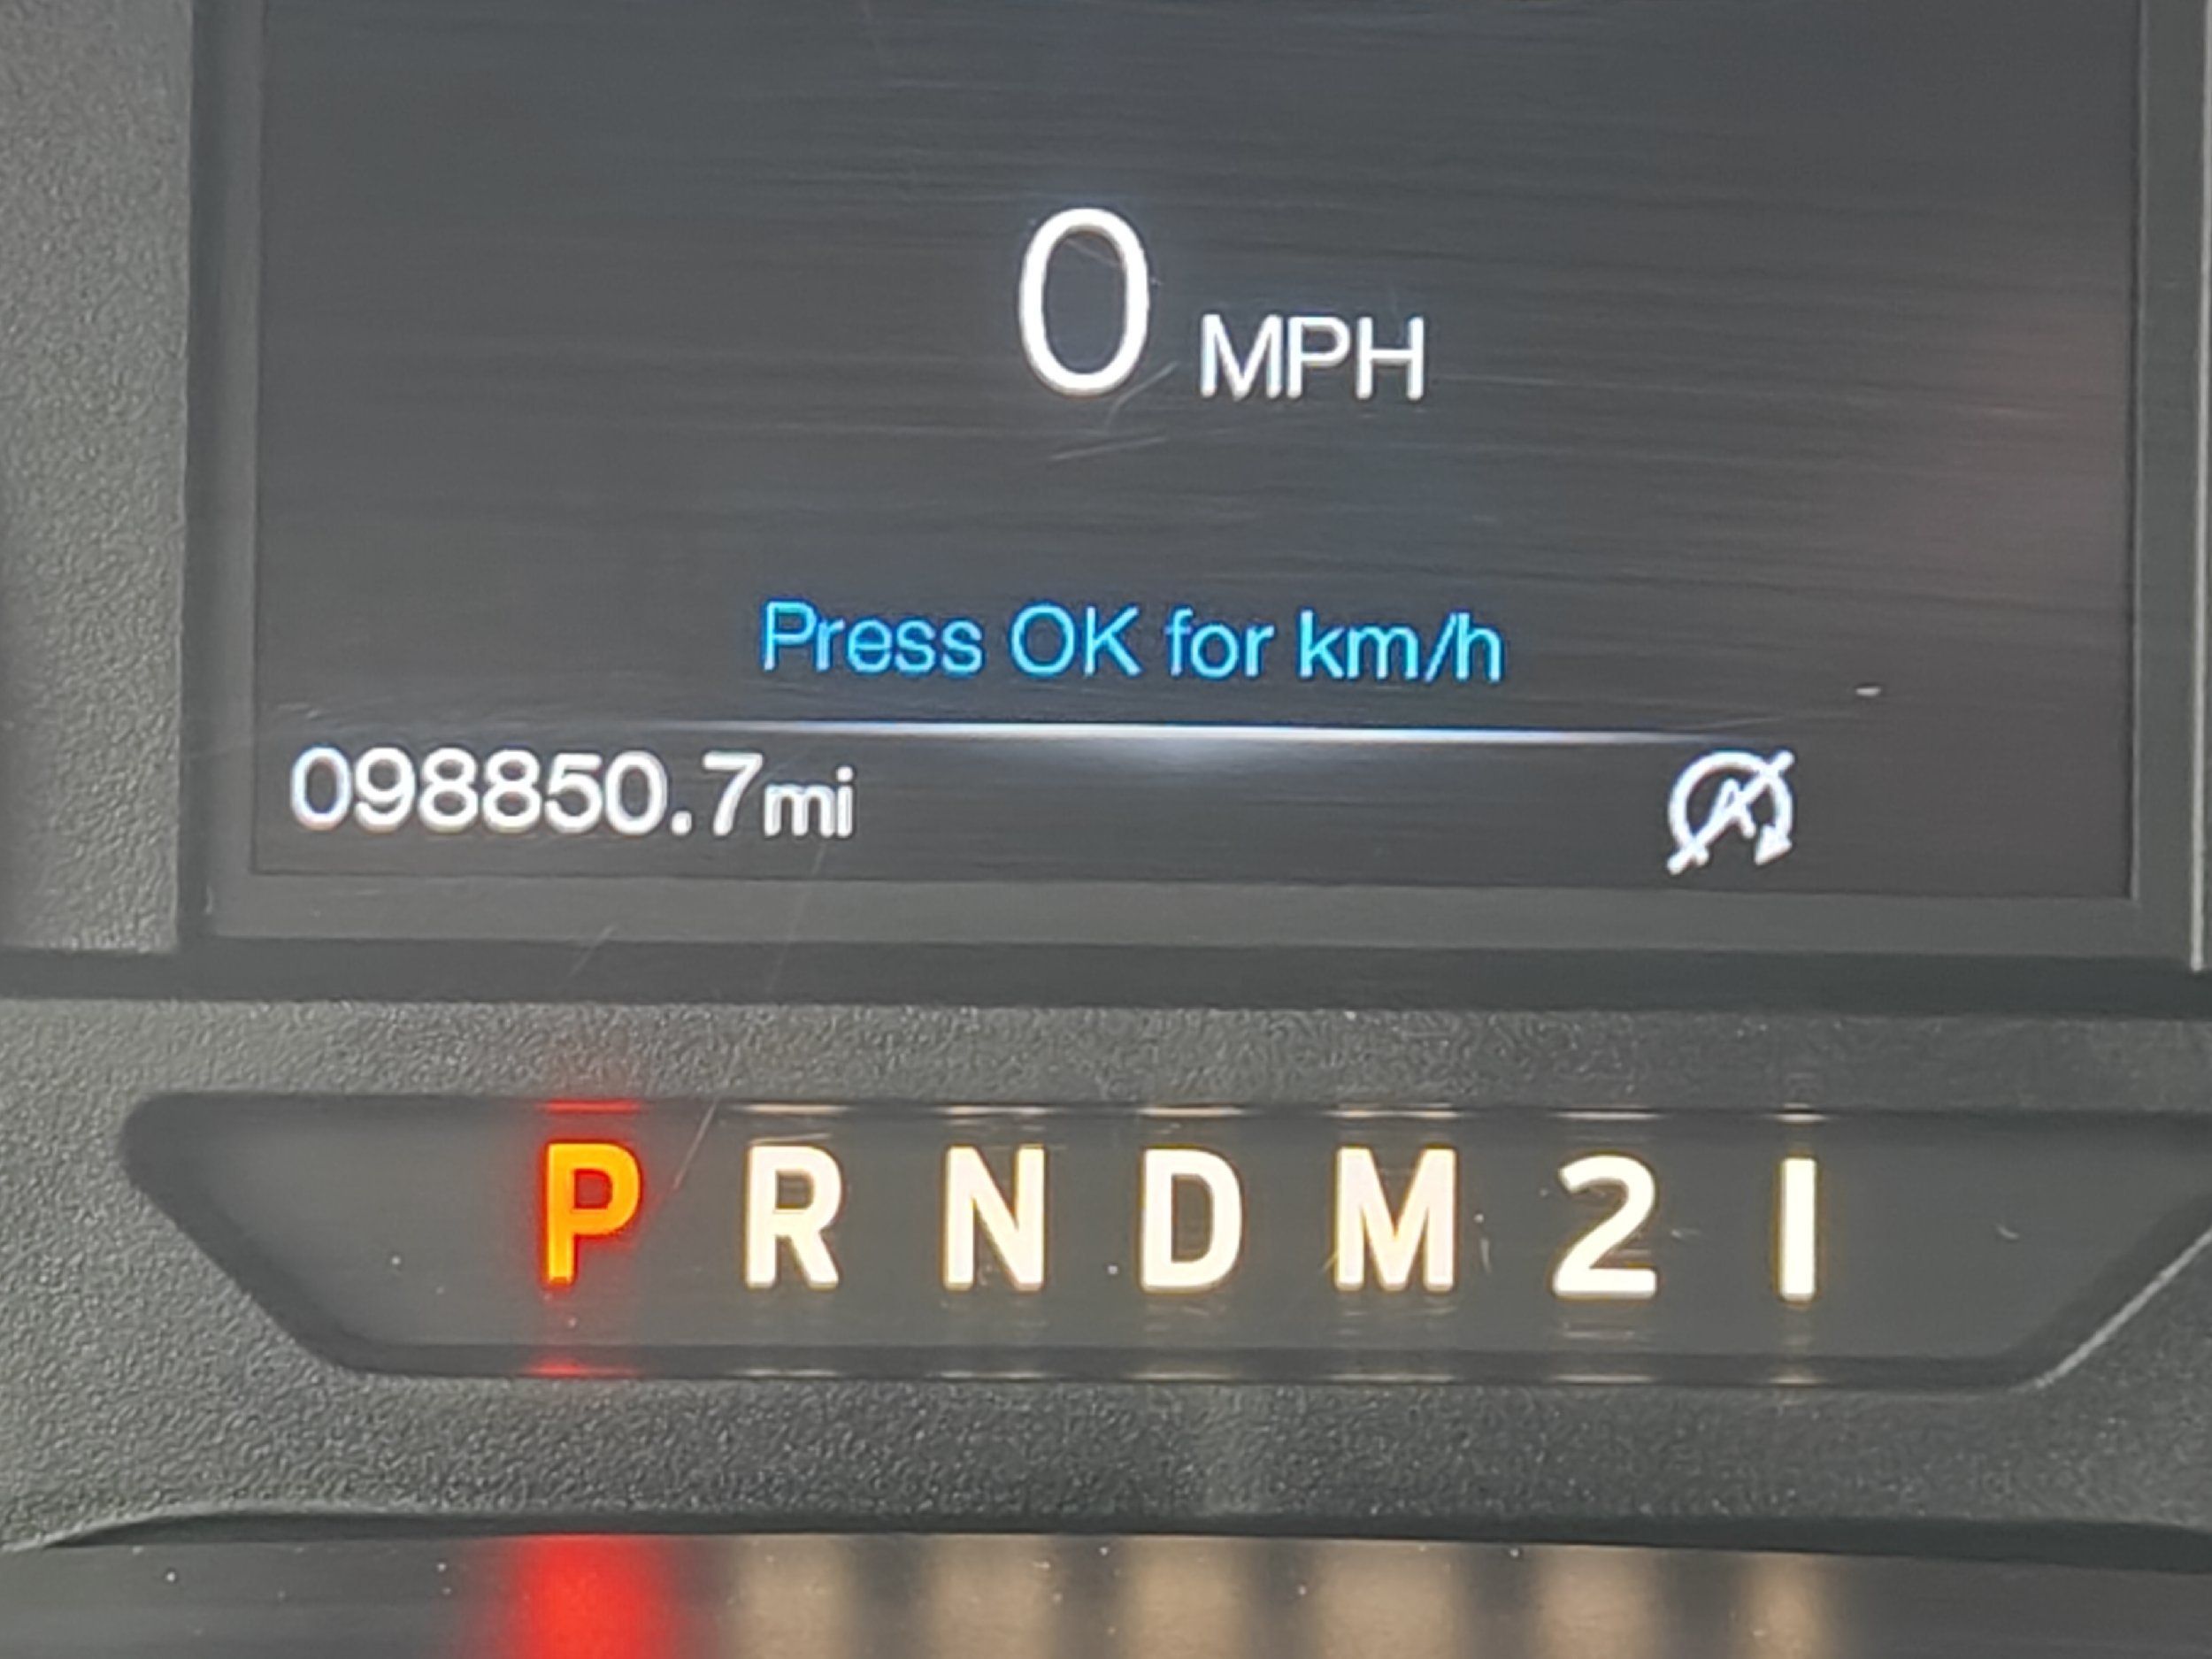 0 MPH
Press OK for km/h
098850.7mi
A
P R N D M 2 1